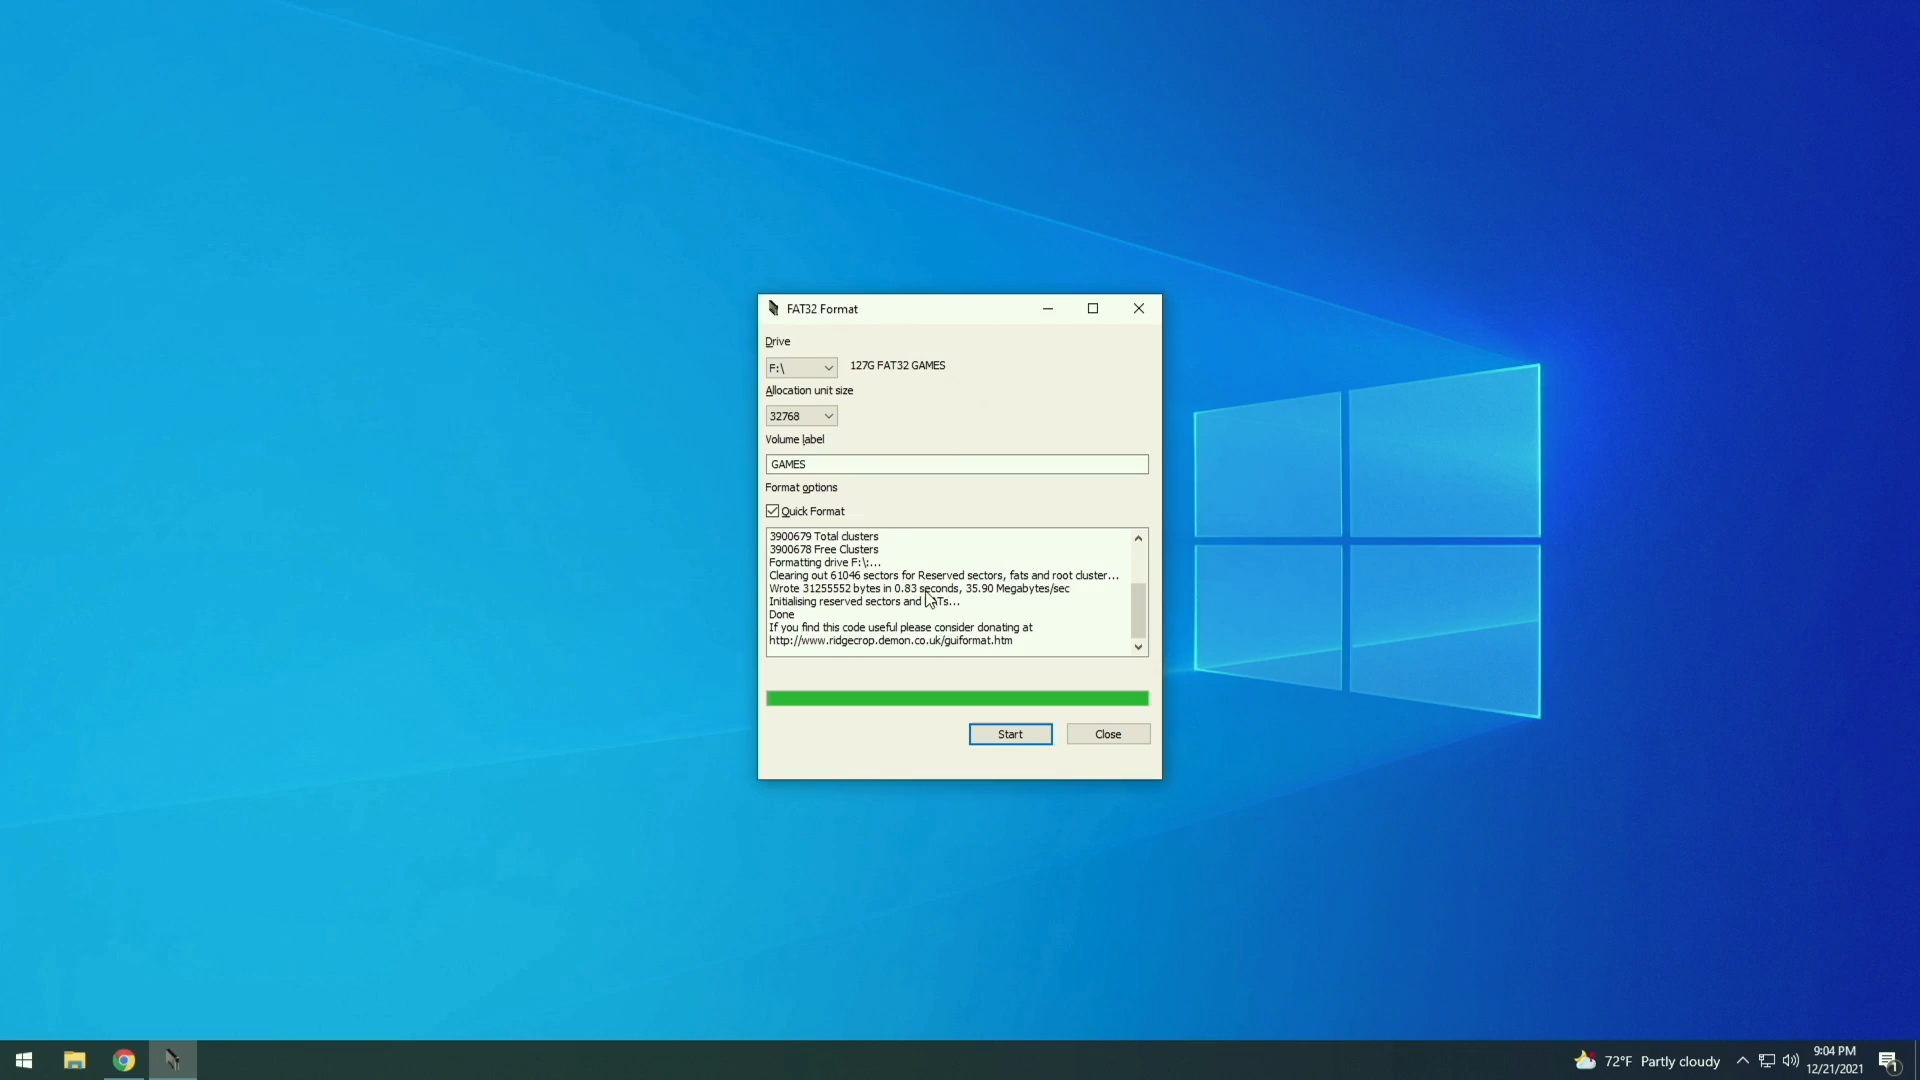 FAT32 Format
Drive
F:\
127G FAT32 GAMES
Allocation unit size
32768
Volume label
GAMES
Format options
Quick Format
3900679 Total clusters
3900678 Free Clusters
Formatting drive F:\:...
Clearing out 61046 sectors for Reserved sectors, fats and root cluster...
Wrote 31255552 bytes in 0.83 seconds, 35.90 Megabytes/sec
Initialising reserved sectors and
Done
If you find this code useful please consider donating at
http://www.ridgecrop.demon.co.uk/guiformat.htm
Start
Close
72°F Partly cloudy
9:04 PM
12/21/2021
1